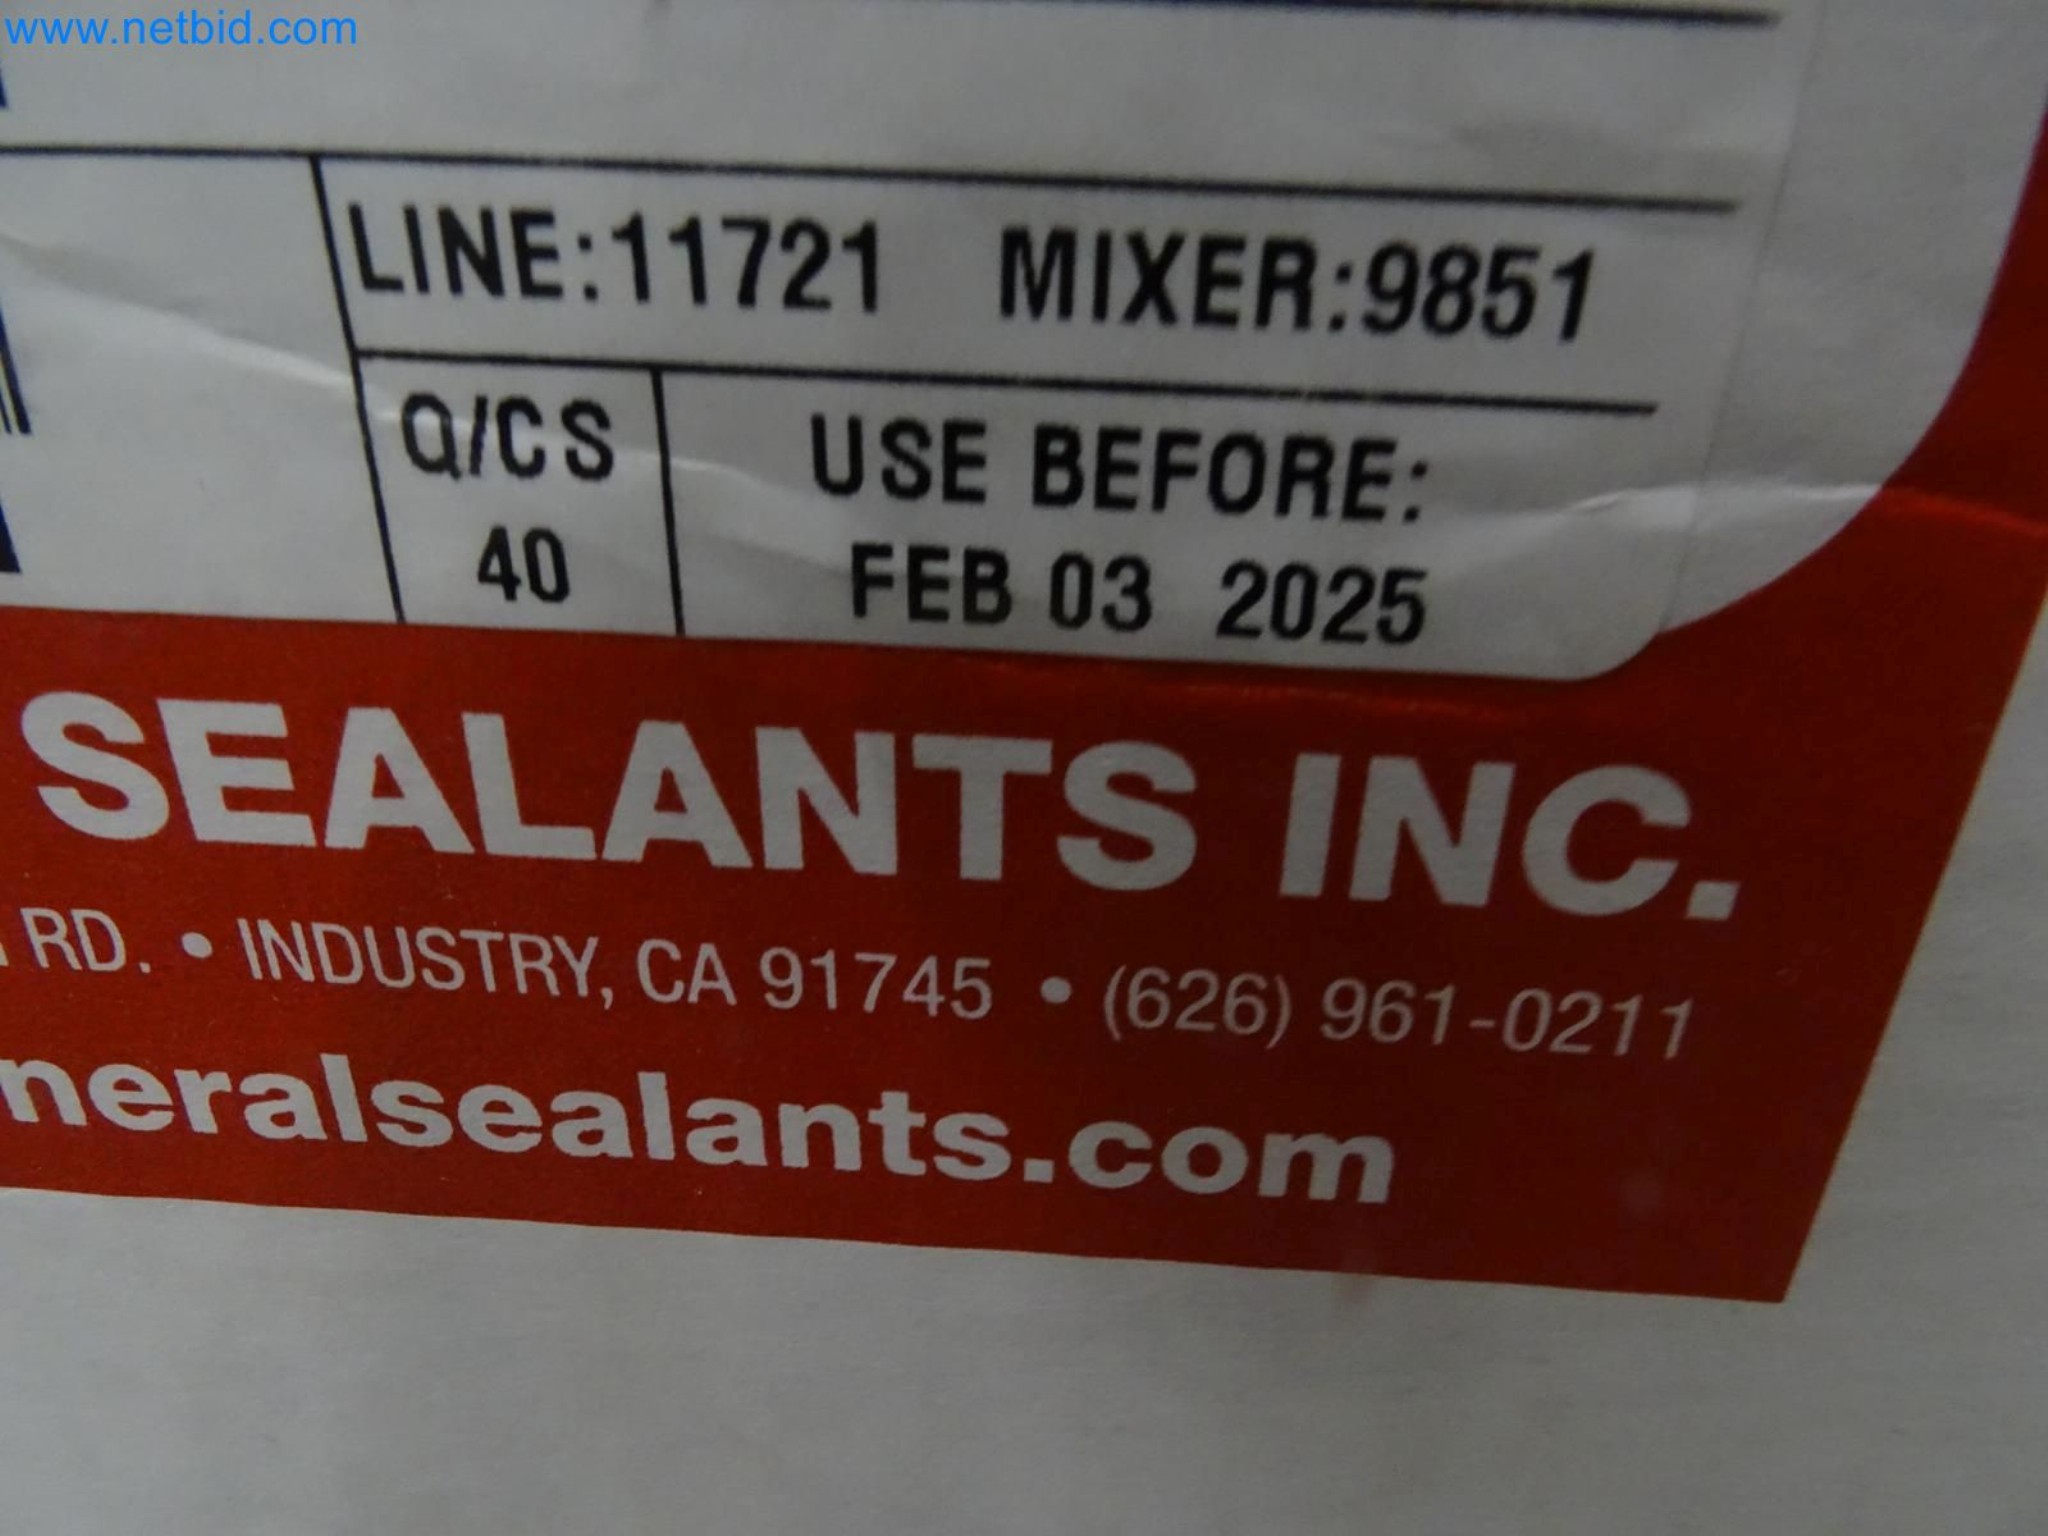 www.netbid.com
LINE:11721 MIXER:9851
Q/CS
40
USE BEFORE:
FEB 03 2025
SEALANTS INC.
RD. • INDUSTRY, CA 91745 • (626) 961-0211
neralsealants.com